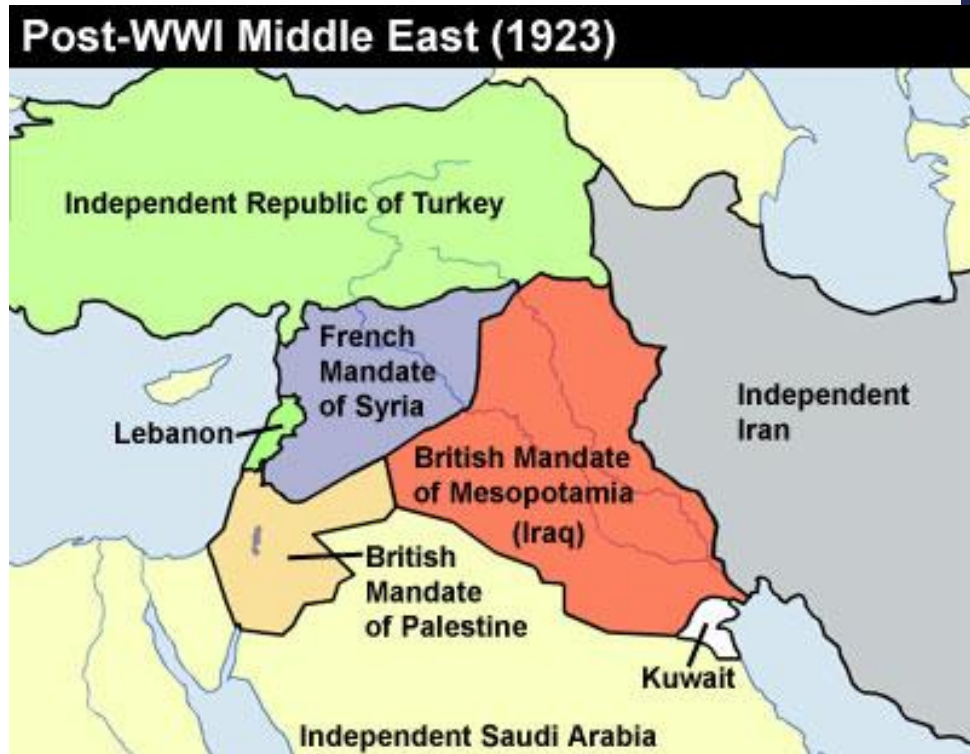 Post-WWI Middle East (1923)
Independent Republic of Turkey
French
Mandate
of Syria
Independent
Iran
Lebanon
British Mandate
of Mesopotamia
(Iraq)
British
Mandate
of Palestine
Kuwait
Independent Saudi Arabia